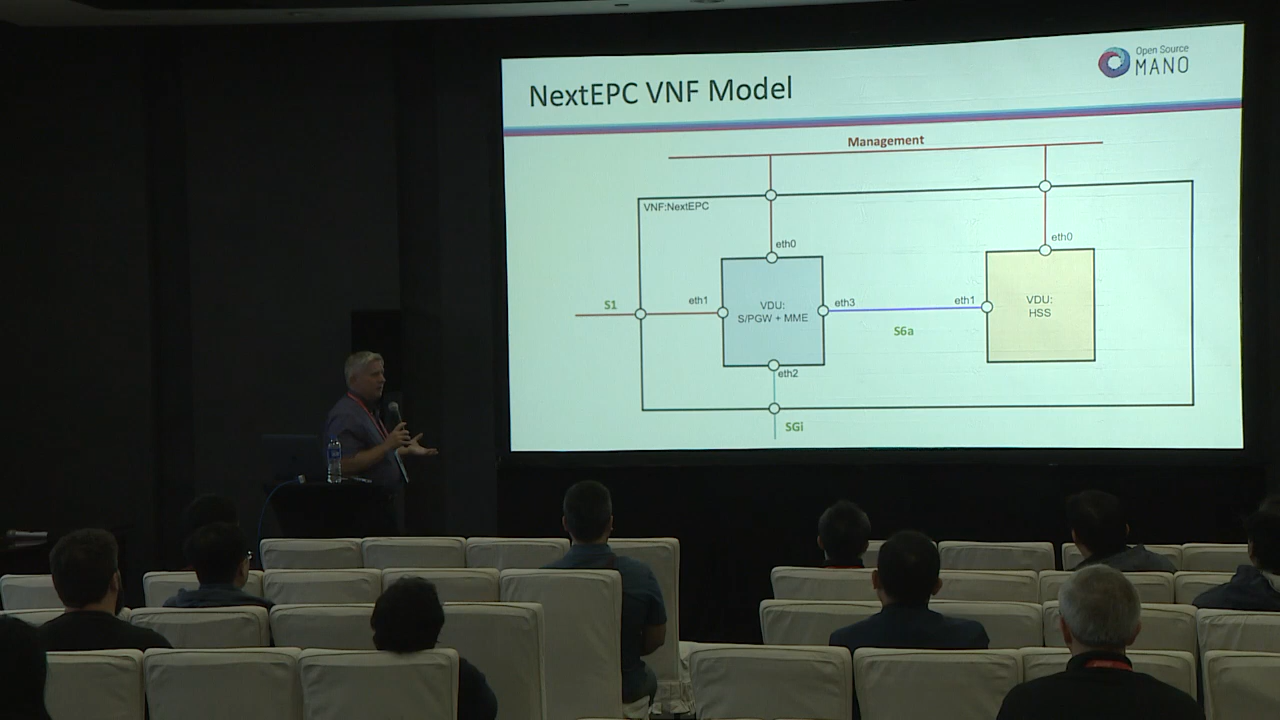 NextEPC VNF Model
Open Source
MANO
Management
VNF:NextEPC
eth0
eth0
S1
eth1
VDU:
S/PGW + MME
eth3
S6a
eth1
VDU:
HSS
eth2
SGi